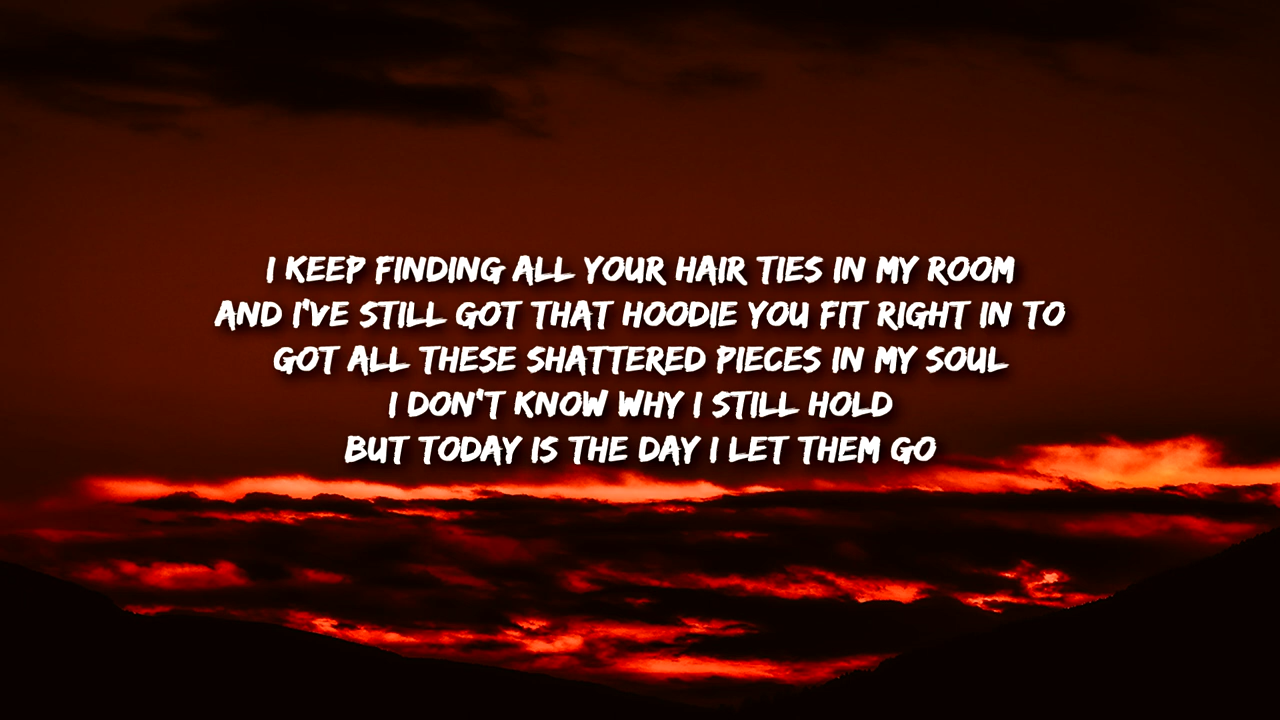 I KEEP FINDING ALL YOUR HAIR TIES IN MY ROOM
AND I'VE STILL GOT THAT HOODIE YOU FIT RIGHT IN TO
GOT ALL THESE SHATTERED PIECES IN MY SOUL
I DON'T KNOW WHY I STILL HOLD
BUT TODAY IS THE DAY I LET THEM GO